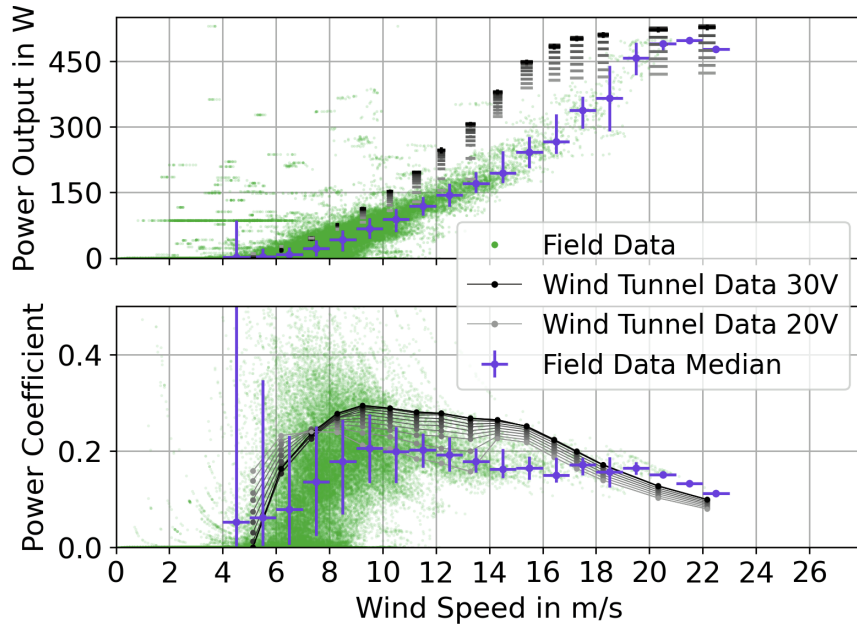 Power Output in W
450
300
150
0
Field Data
Wind Tunnel Data 30V
Wind Tunnel Data 20V
Field Data Median
Power Coefficient
0.4
0.2
0.0
0 2 4 6 8 10 12 14 16 18 20 22 24 26
Wind Speed in m/s